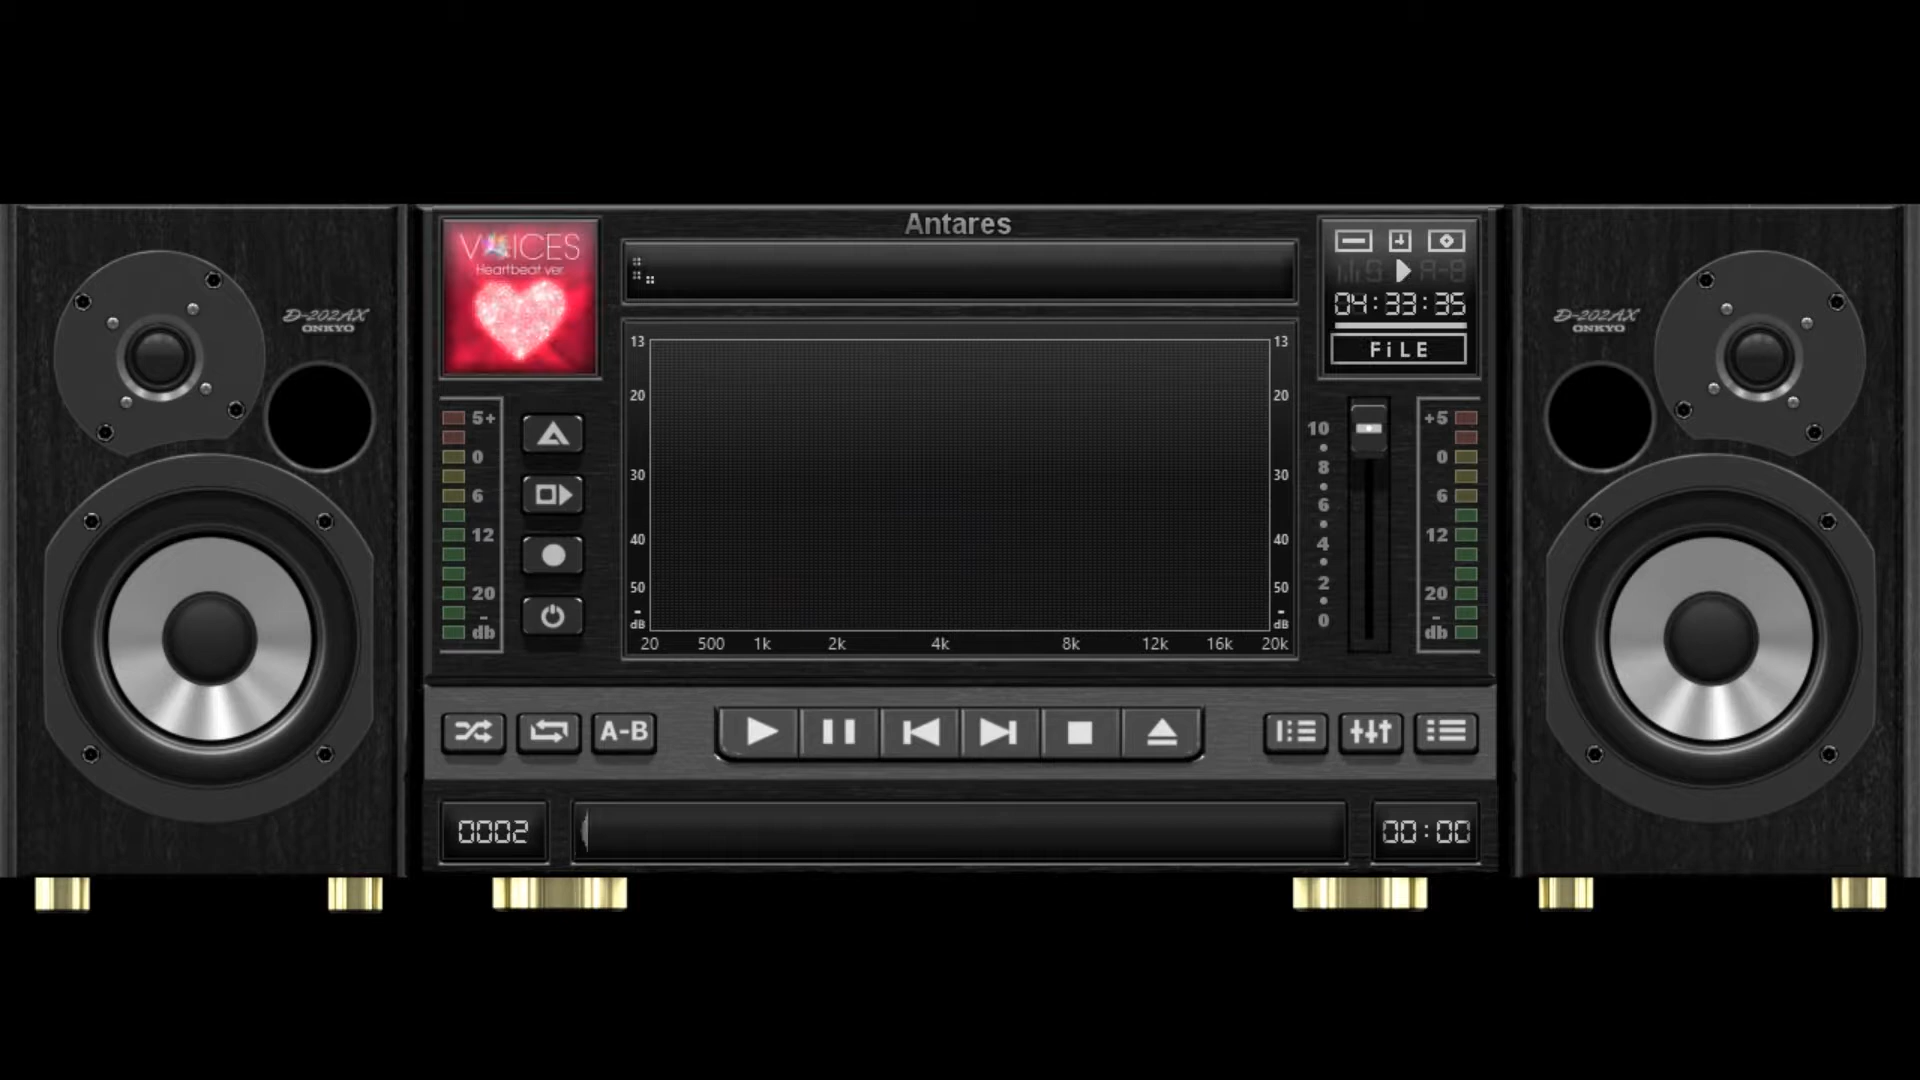 Antares
VOICES
Heartbeat ver.
D-202AX
ONKYO
04:33:35
FiLE
D-202AX
ONKYO
5+
0
6
12
20
-
db
13
20
30
40
50
-
dB
13
20
30
40
50
-
dB
20 500 1k 2k 4k 8k 12k 16k 20k
10
8
6
4
2
0
+5
0
6
12
20
-
db
A-B
0002
00:00